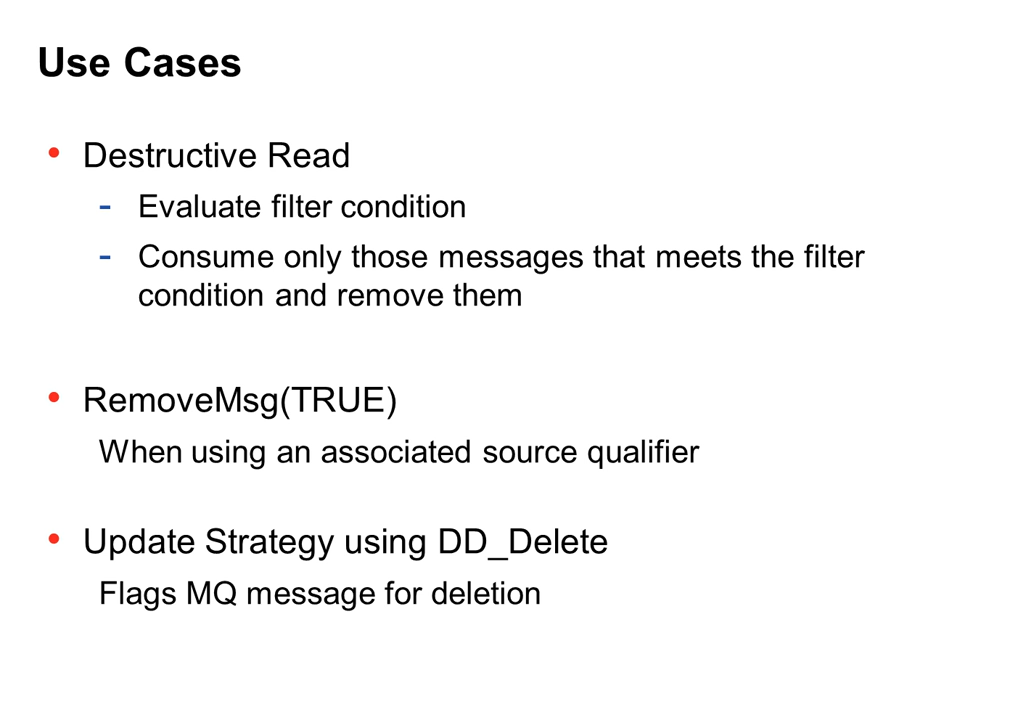 Use Cases
• Destructive Read
- Evaluate filter condition
- Consume only those messages that meets the filter
condition and remove them
• RemoveMsg(TRUE)
When using an associated source qualifier
• Update Strategy using DD_Delete
Flags MQ message for deletion